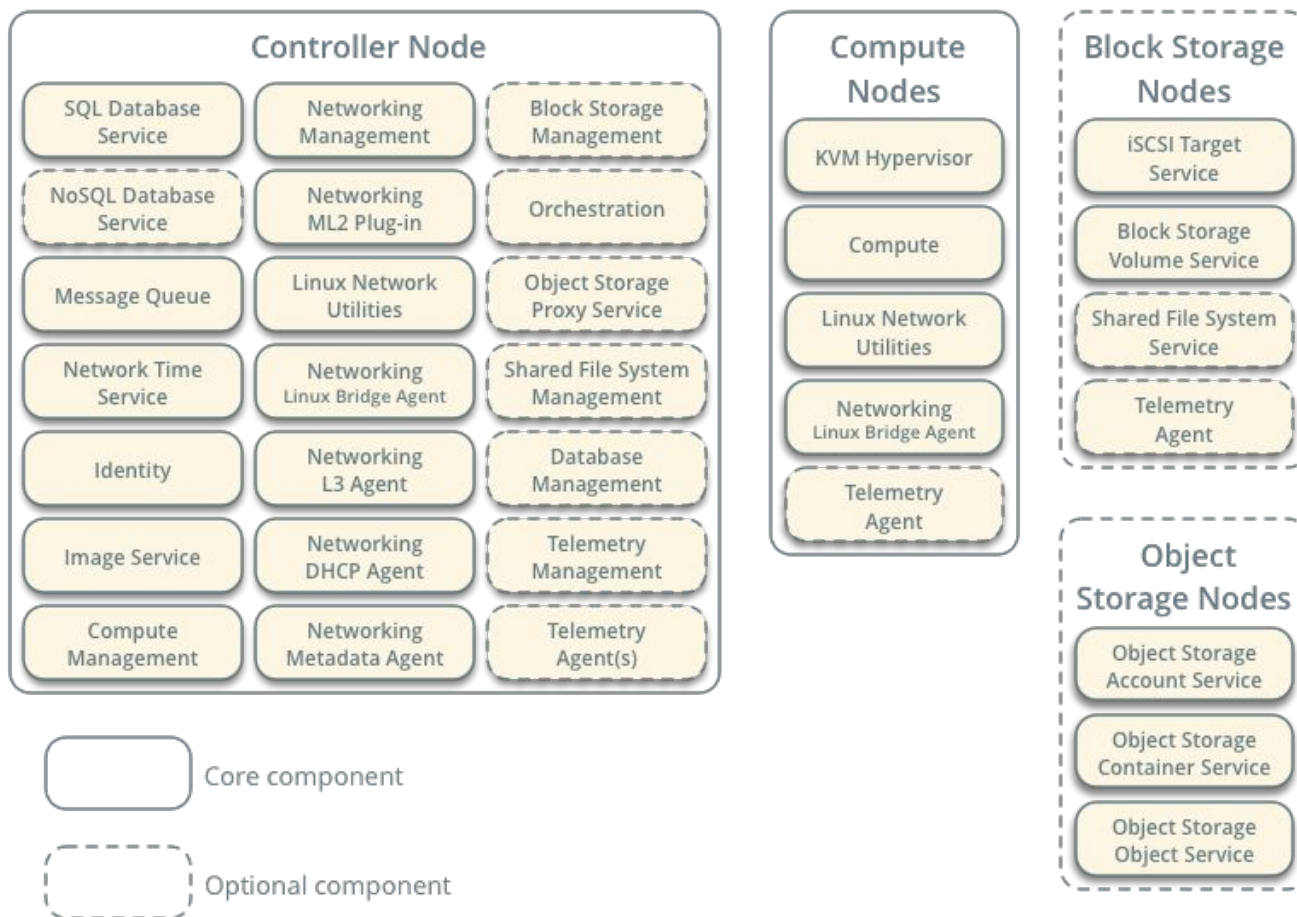 Controller Node
SQL Database
Service
Networking
Management
Block Storage
Management
NoSQL Database
Service
Networking
ML2 Plug-in
Orchestration
Message Queue
Linux Network
Utilities
Object Storage
Proxy Service
Network Time
Service
Networking
Linux Bridge Agent
Shared File System
Management
Identity
Networking
L3 Agent
Database
Management
Image Service
Networking
DHCP Agent
Telemetry
Management
Compute
Management
Networking
Metadata Agent
Telemetry
Agent(s)
Compute
Nodes
KVM Hypervisor
Compute
Linux Network
Utilities
Networking
Linux Bridge Agent
Telemetry
Agent
Block Storage
Nodes
iSCSI Target
Service
Block Storage
Volume Service
Shared File System
Service
Telemetry
Agent
Object
Storage Nodes
Object Storage
Account Service
Object Storage
Container Service
Object Storage
Object Service
Core component
Optional component